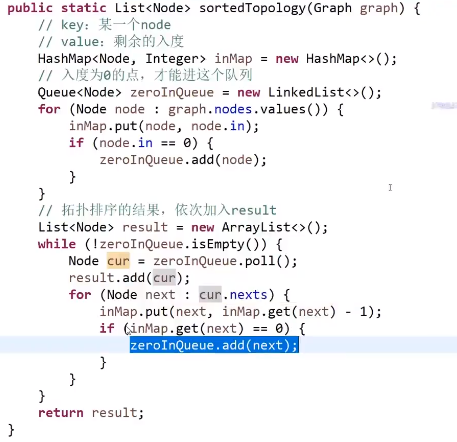 public static List<Node> sortedTopology(Graph graph) {
    // key：某一个node
    // value：剩余的入度
    HashMap<Node, Integer> inMap = new HashMap<>();
    // 入度为0的点，才能进这个队列
    Queue<Node> zeroInQueue = new LinkedList<>();
    for (Node node : graph.nodes.values()) {
        inMap.put(node, node.in);
        if (node.in == 0) {
            zeroInQueue.add(node);
        }
    }
    // 拓扑排序的结果，依次加入result
    List<Node> result = new ArrayList<>();
    while (!zeroInQueue.isEmpty()) {
        Node cur = zeroInQueue.poll();
        result.add(cur);
        for (Node next : cur.nexts) {
            inMap.put(next, inMap.get(next) - 1);
            if (inMap.get(next) == 0) {
                zeroInQueue.add(next);
            }
        }
    }
    return result;
}